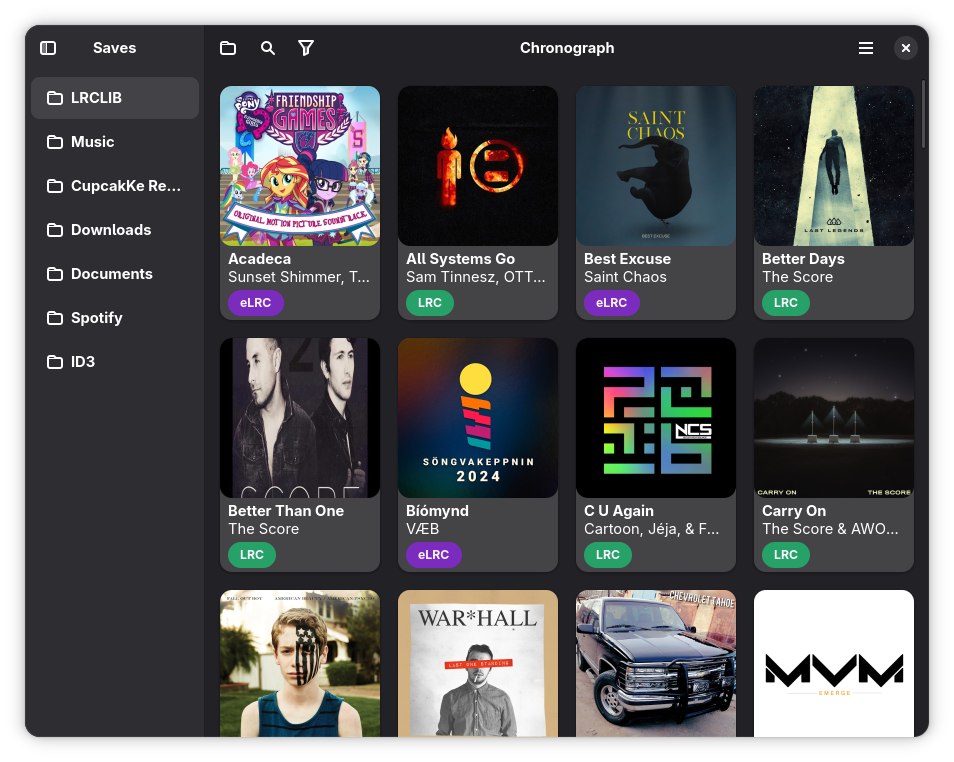 Saves
Chronograph
LRCLIB
Music
CupcakKe Re…
Downloads
Documents
Spotify
ID3
MY LITTLE PONY
FRIENDSHIP
GAMES
ORIGINAL MOTION PICTURE SOUNDTRACK
Acadeca
Sunset Shimmer, T…
eLRC
All Systems Go
Sam Tinnesz, OTT…
LRC
SAINT
CHAOS
BEST EXCUSE
Best Excuse
Saint Chaos
eLRC
LAST LEGENDS
Better Days
The Score
LRC
SCORE
Better Than One
The Score
LRC
SÖNGVAKEPPNIN
2024
Bíómynd
VÆB
eLRC
NCS
C U Again
Cartoon, Jéja, & F…
LRC
CARRY ON
THE SCORE
Carry On
The Score & AWO…
LRC
FALL OUT BOY
AMERICAN BEAUTY / AMERICAN PSYCHO
WAR*HALL
LAST ONE STANDING
CHEVROLETTAHOE
MVM
EMERGE